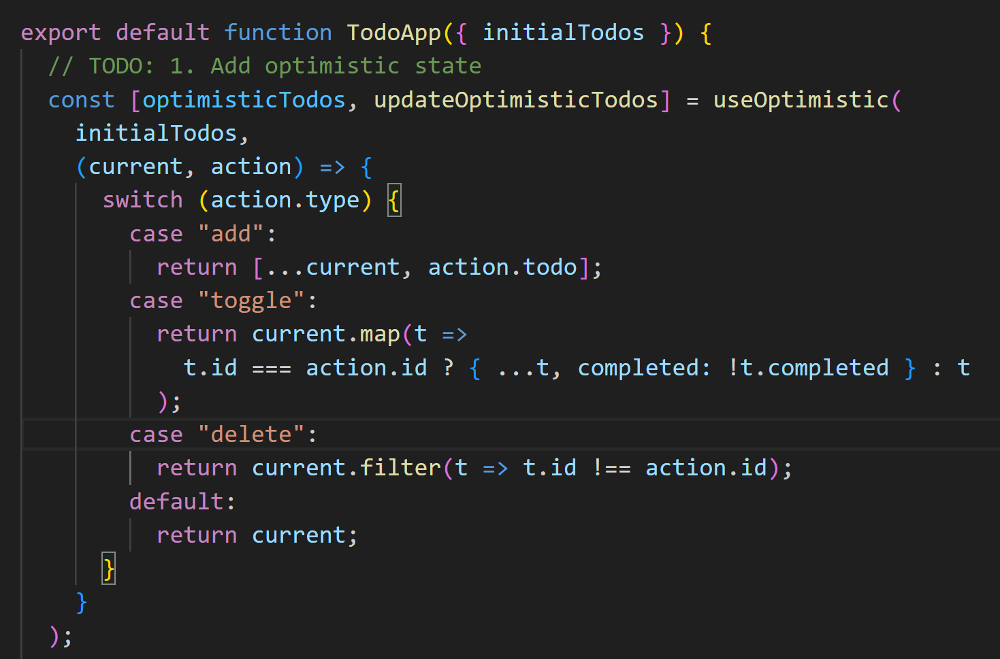 export default function TodoApp({ initialTodos }) {
  // TODO: 1. Add optimistic state
  const [optimisticTodos, updateOptimisticTodos] = useOptimistic(
    initialTodos,
    (current, action) => {
      switch (action.type) {
        case "add":
          return [...current, action.todo];
        case "toggle":
          return current.map(t =>
            t.id === action.id ? { ...t, completed: !t.completed } : t
          );
        case "delete":
          return current.filter(t => t.id !== action.id);
        default:
          return current;
      }
    }
  );